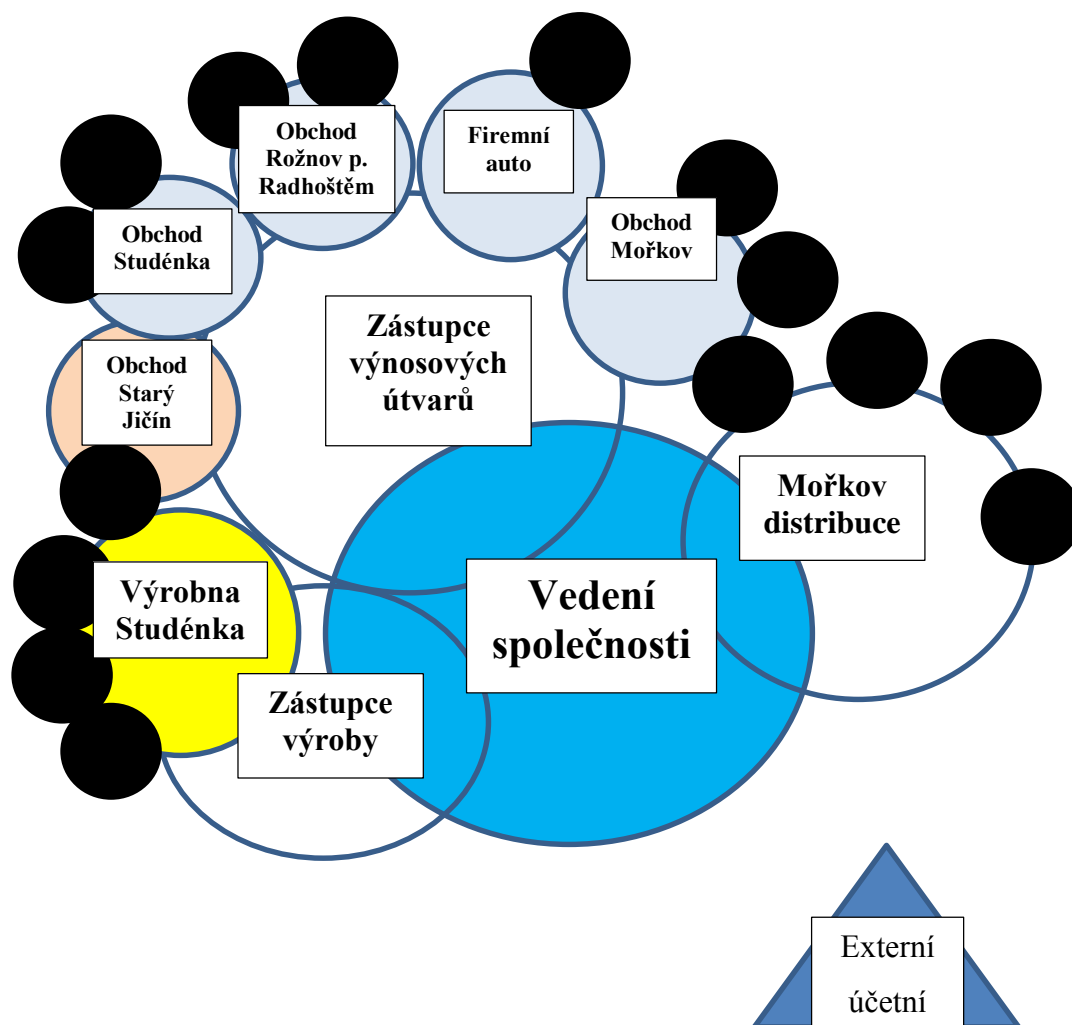 Obchod
Rožnov p.
Radhoštěm
Firemní
auto
Obchod
Studénka
Obchod
Mořkov
Zástupce
výnosových
útvarů
Obchod
Starý
Jičín
Mořkov
distribuce
Výrobna
Studénka
Vedení
společnosti
Zástupce
výroby
Externí
účetní